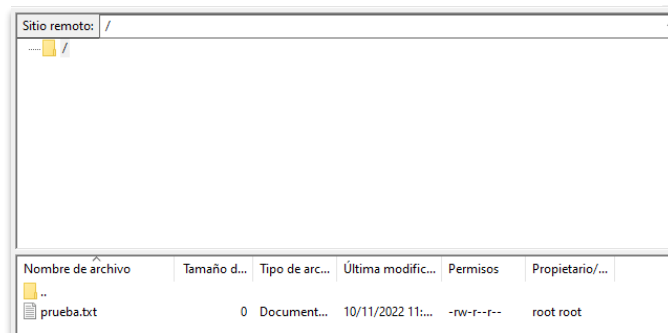 Sitio remoto: /
/
Nombre de archivo Tamaño d... Tipo de arc... Última modific... Permisos Propietario/...
..
prueba.txt 0 Document... 10/11/2022 11:... -rw-r--r-- root root